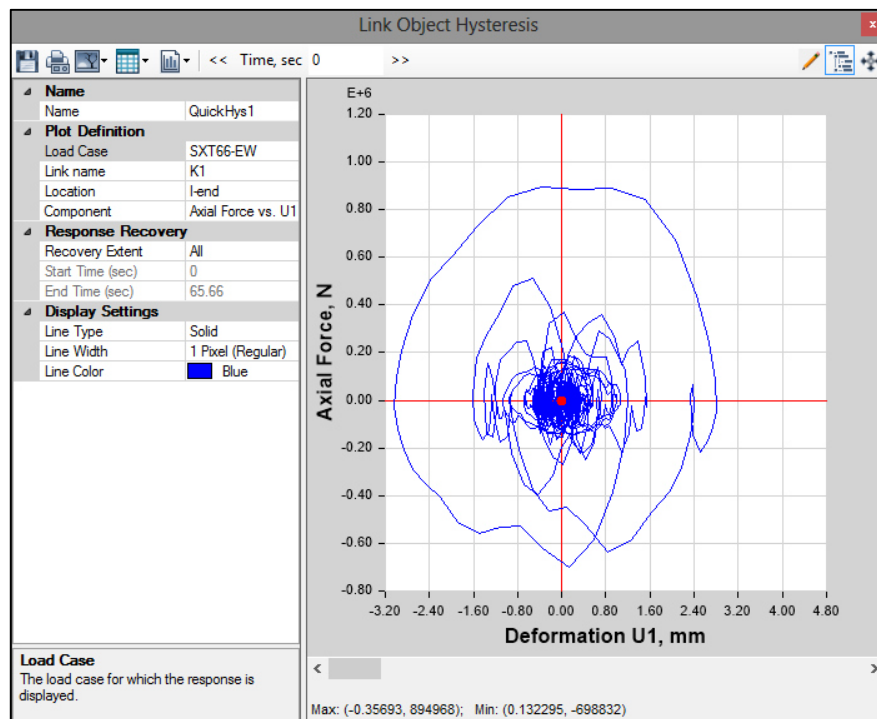 Link Object Hysteresis
x
<< Time, sec 0 >>
Name
Name QuickHys1
Plot Definition
Load Case SXT66-EW
Link name K1
Location I-end
Component Axial Force vs. U1
Response Recovery
Recovery Extent All
Start Time (sec) 0
End Time (sec) 65.66
Display Settings
Line Type Solid
Line Width 1 Pixel (Regular)
Line Color Blue
Load Case
The load case for which the response is
displayed.
E+6
1.20
1.00
0.80
0.60
0.40
0.20
0.00
-0.20
-0.40
-0.60
-0.80
Axial Force, N
-3.20 -2.40 -1.60 -0.80 0.00 0.80 1.60 2.40 3.20 4.00 4.80
Deformation U1, mm
< >
Max: (-0.35693, 894968); Min: (0.132295, -698832)